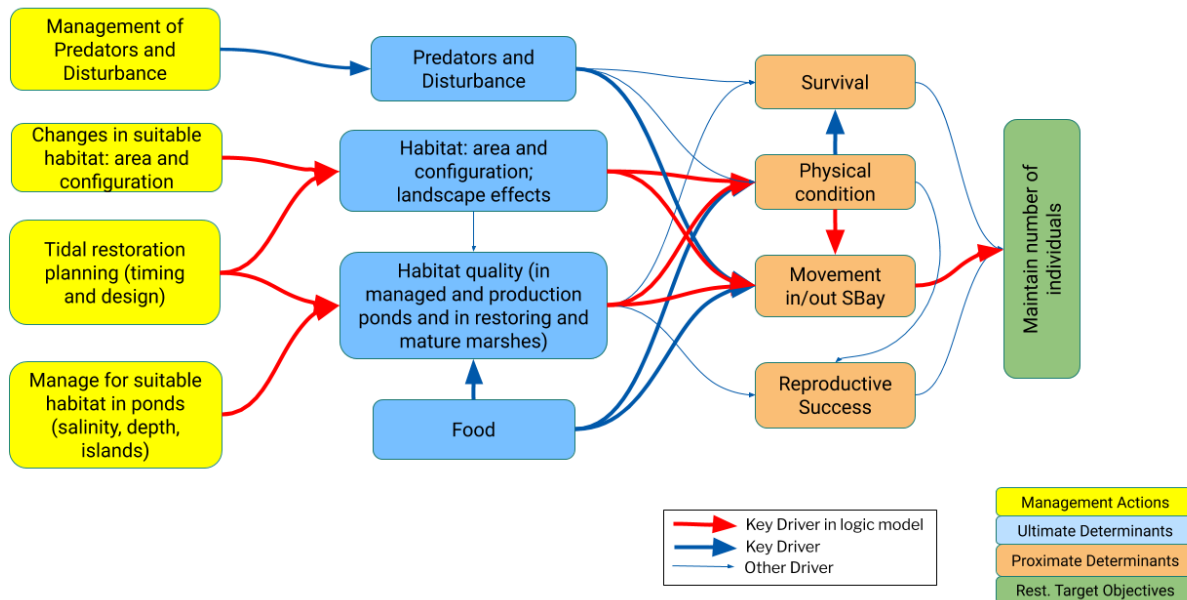 Management of
Predators and
Disturbance
Changes in suitable
habitat: area and
configuration
Tidal restoration
planning (timing
and design)
Manage for suitable
habitat in ponds
(salinity, depth,
islands)
Predators and
Disturbance
Habitat: area and
configuration;
landscape effects
Habitat quality (in
managed and production
ponds and in restoring and
mature marshes)
Food
Survival
Physical
condition
Movement
in/out SBay
Reproductive
Success
Maintain number of
individuals
Key Driver in logic model
Key Driver
Other Driver
Management Actions
Ultimate Determinants
Proximate Determinants
Rest. Target Objectives